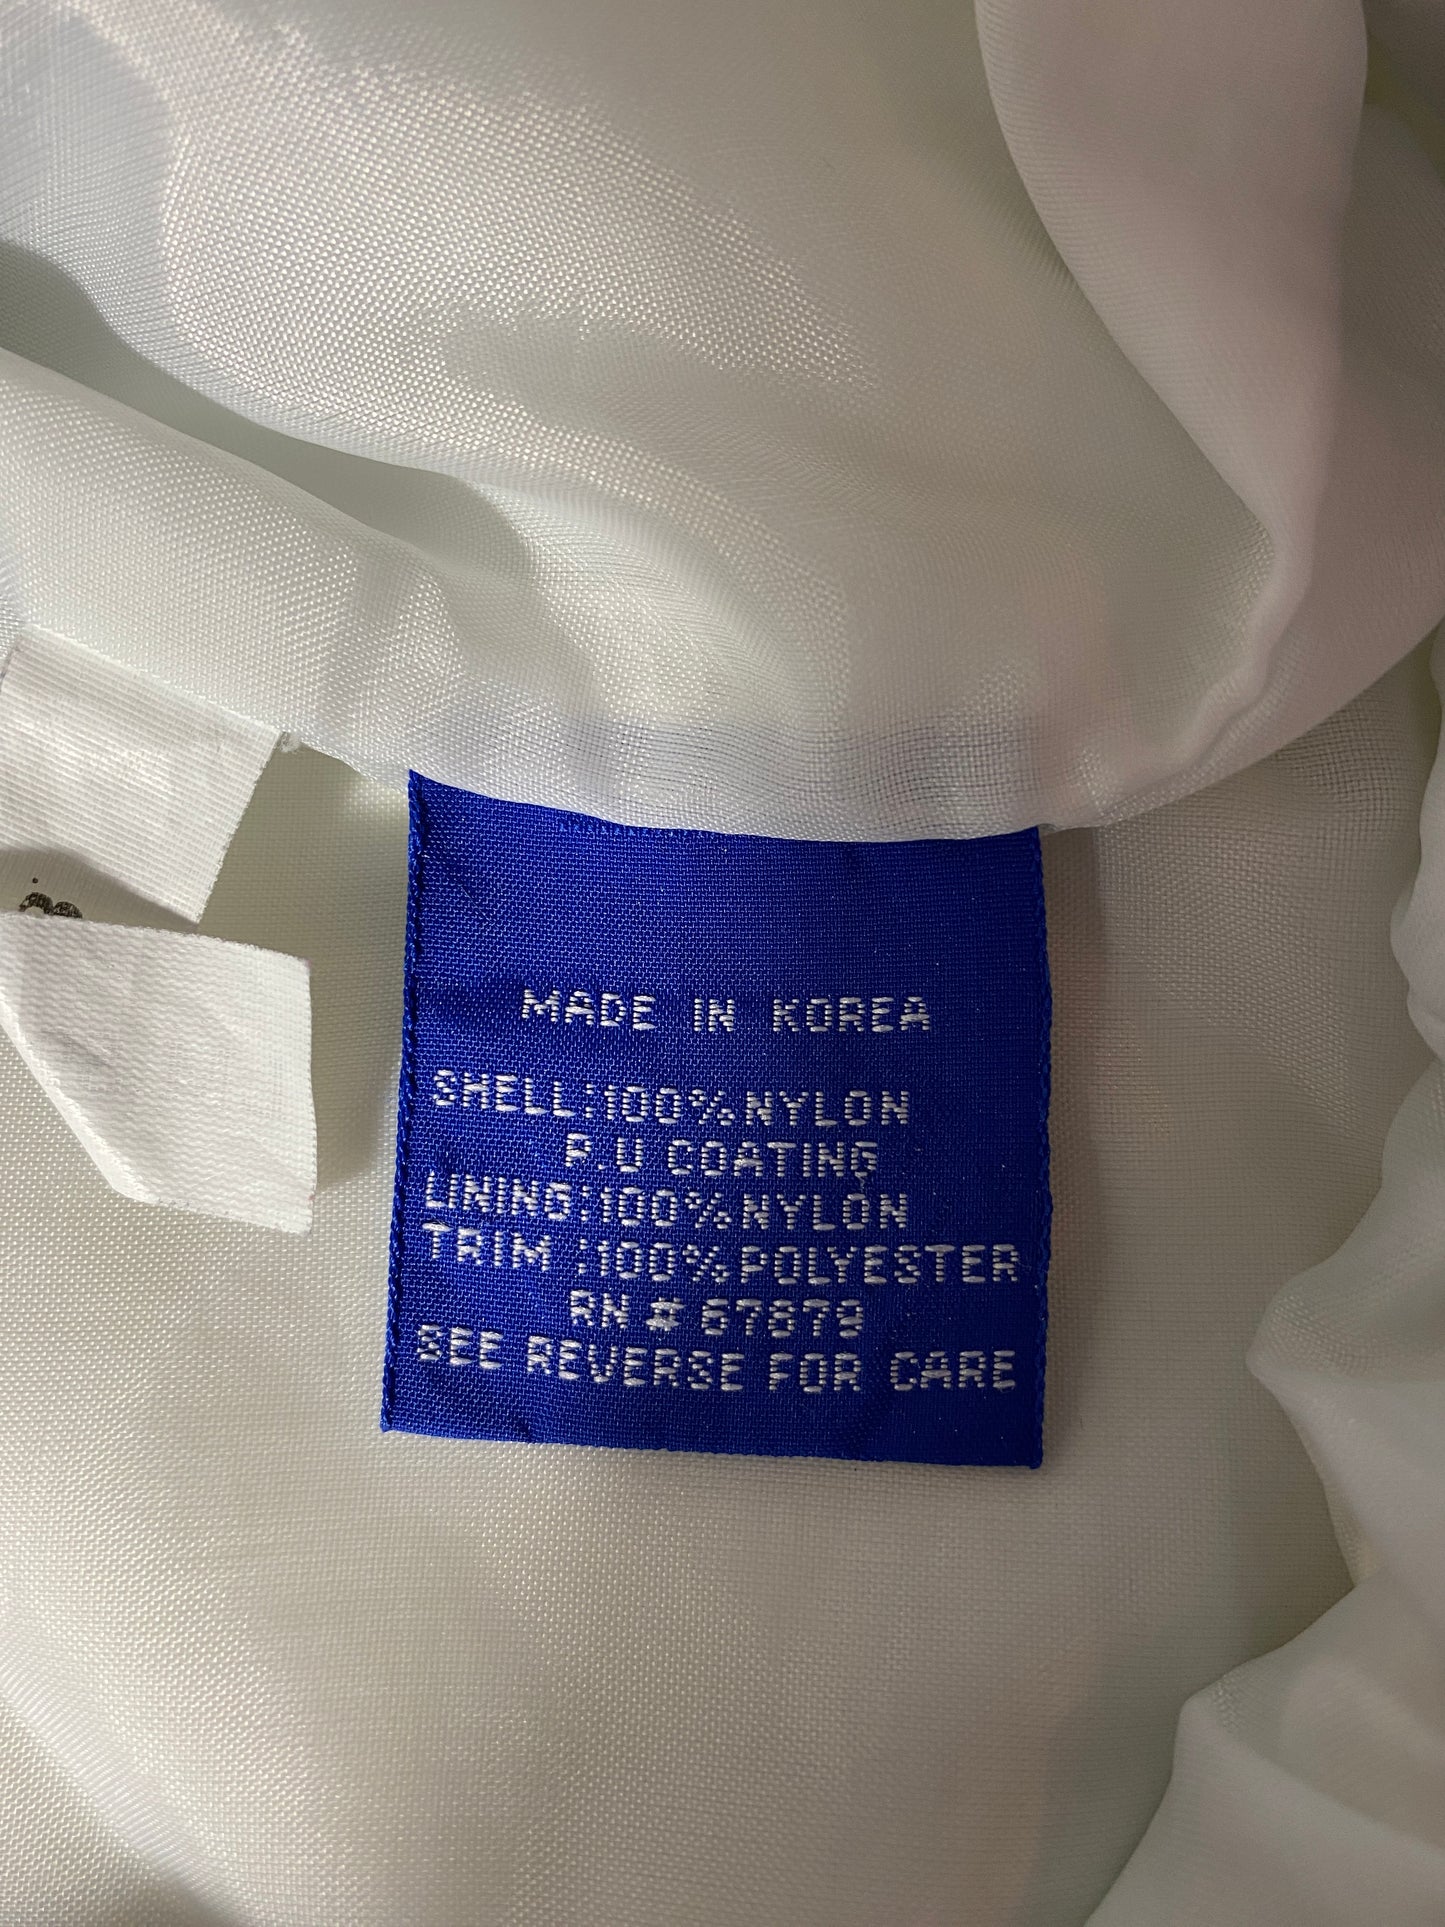 MADE IN KOREA
SHELL:100%NYLON
P.U COATING
LINING:100%NYLON
TRIM :100%POLYESTER
RN # 67879
SEE REVERSE FOR CARE